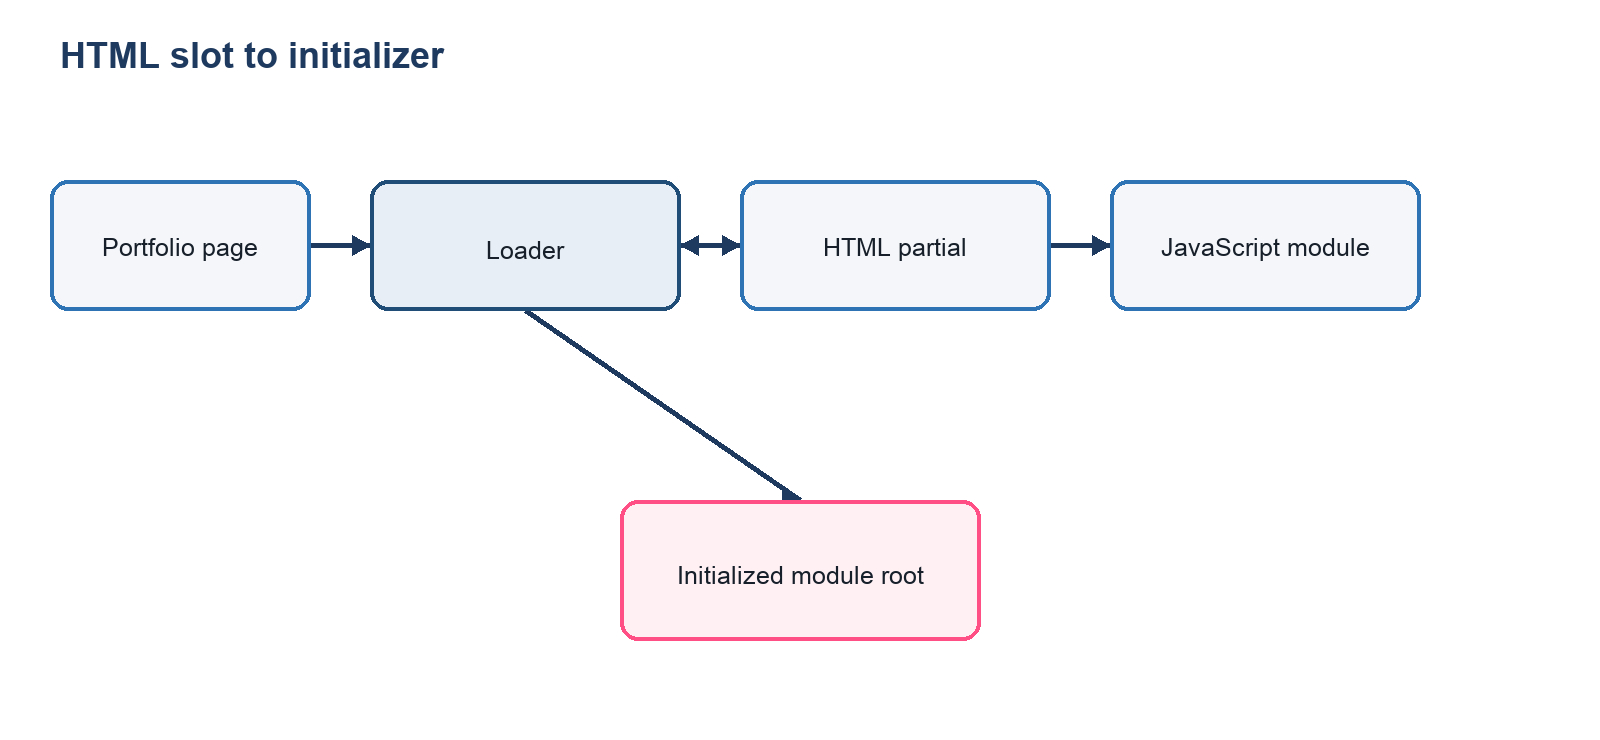 HTML slot to initializer
Portfolio page
Loader
HTML partial
JavaScript module
Initialized module root